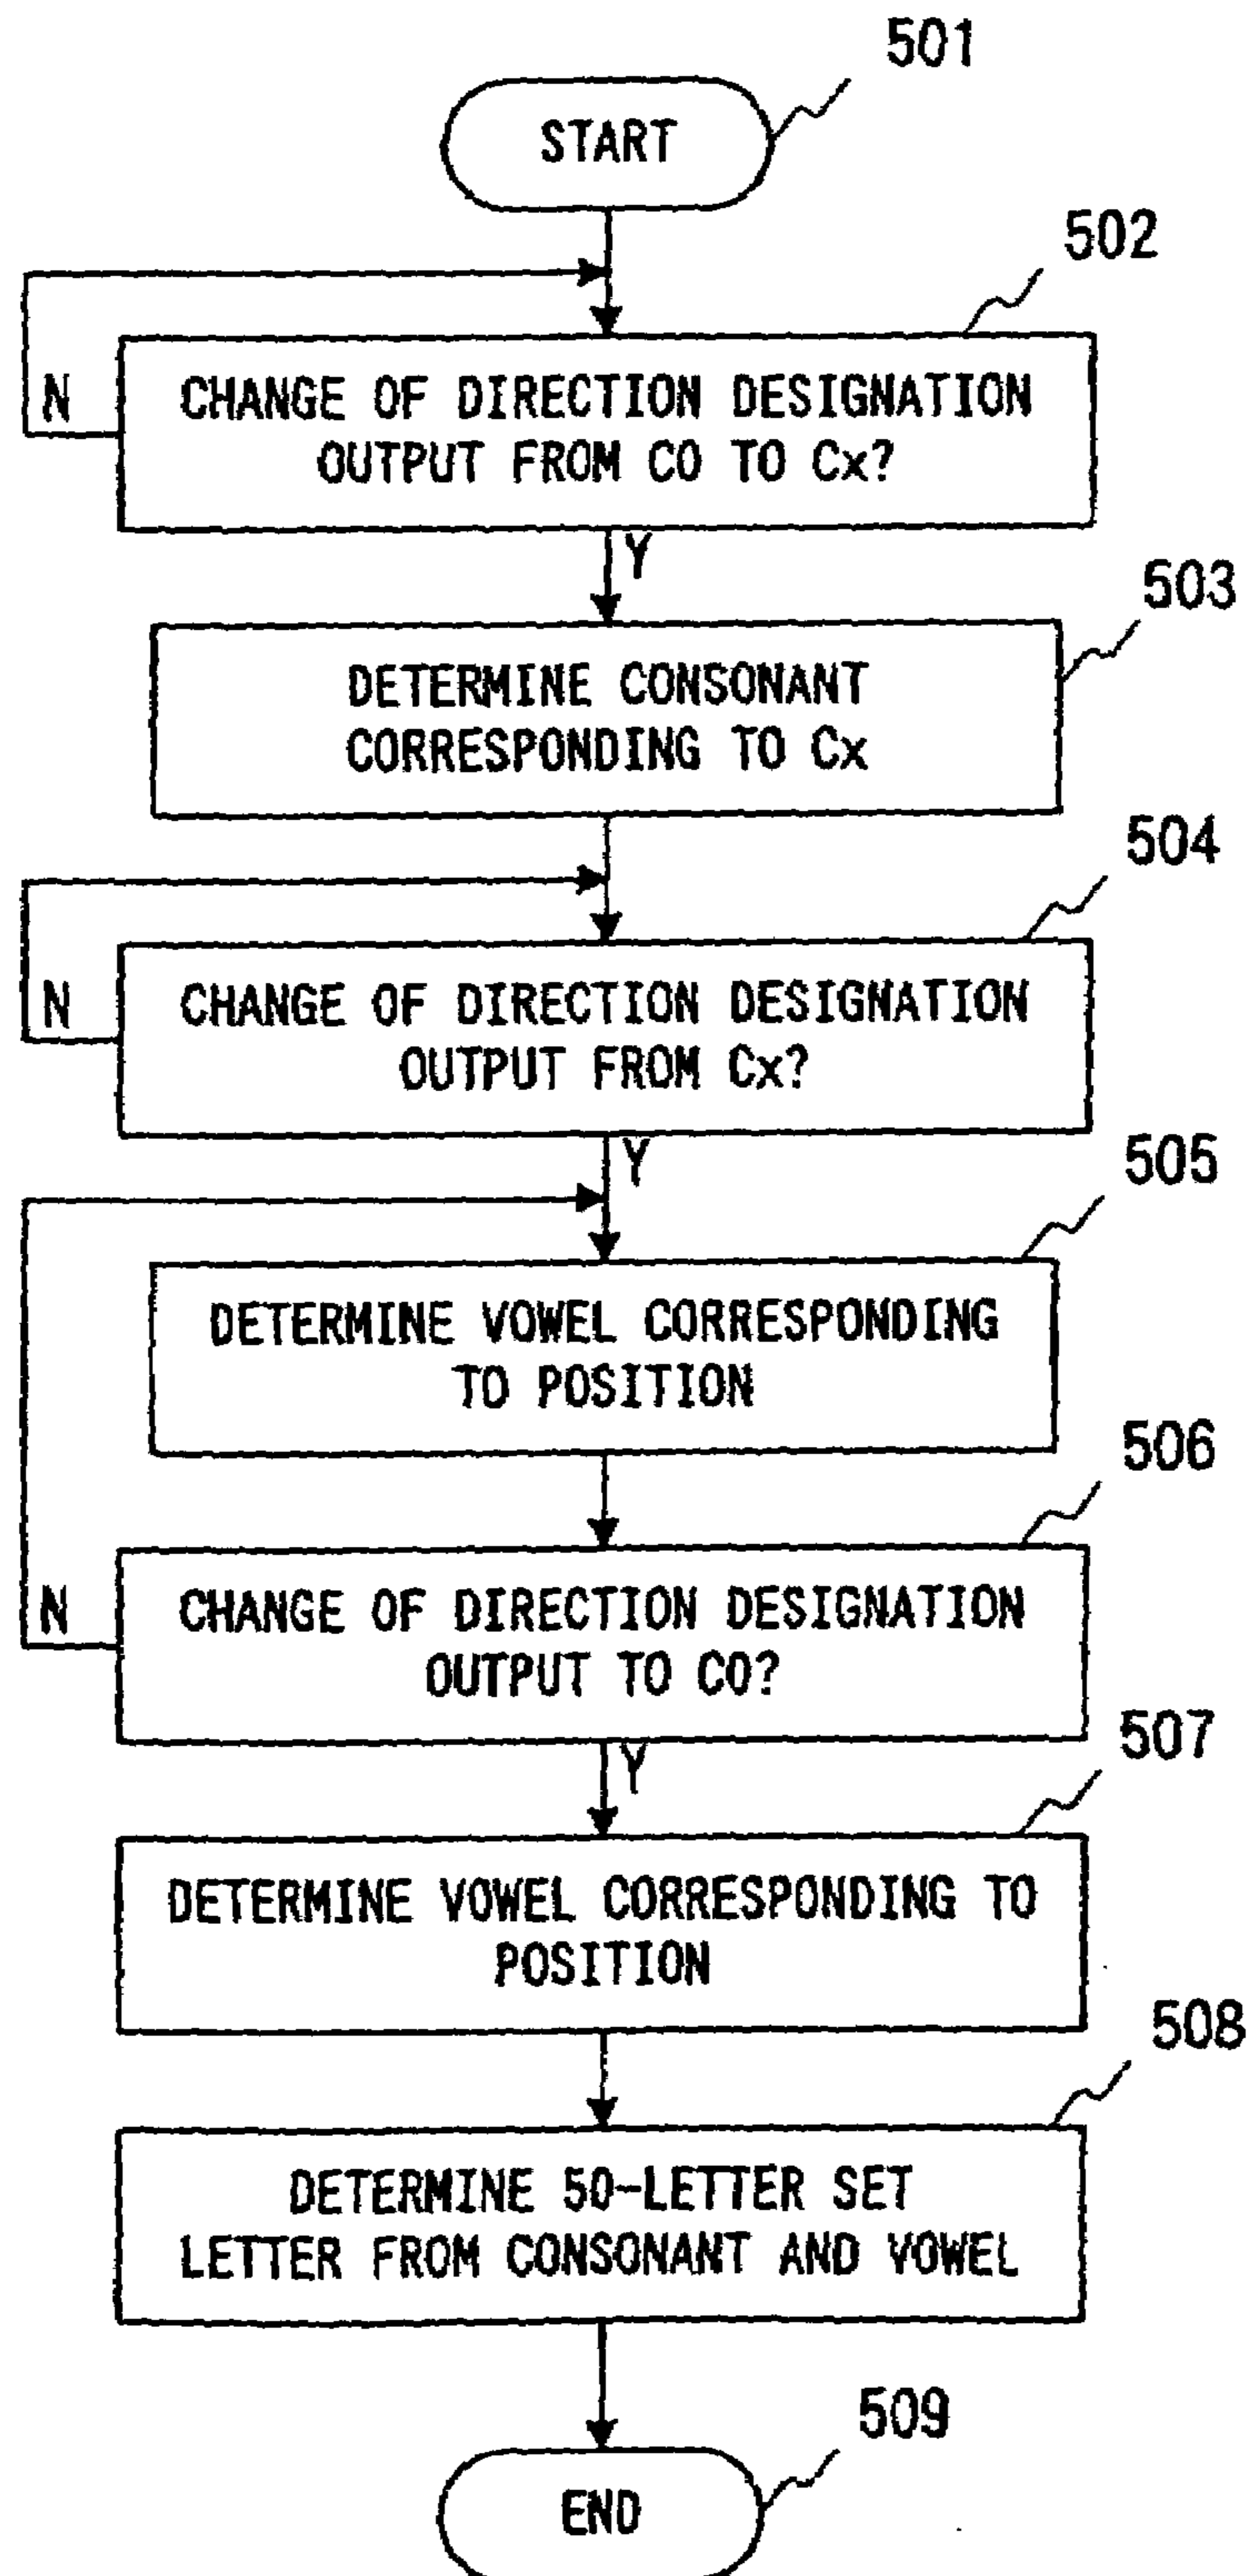 501
START
502
N
CHANGE OF DIRECTION DESIGNATION
OUTPUT FROM C0 TO Cx?
Y
503
DETERMINE CONSONANT
CORRESPONDING TO Cx
504
N
CHANGE OF DIRECTION DESIGNATION
OUTPUT FROM Cx?
Y
505
DETERMINE VOWEL CORRESPONDING
TO POSITION
506
N
CHANGE OF DIRECTION DESIGNATION
OUTPUT TO C0?
Y
507
DETERMINE VOWEL CORRESPONDING TO
POSITION
508
DETERMINE 50-LETTER SET
LETTER FROM CONSONANT AND VOWEL
509
END